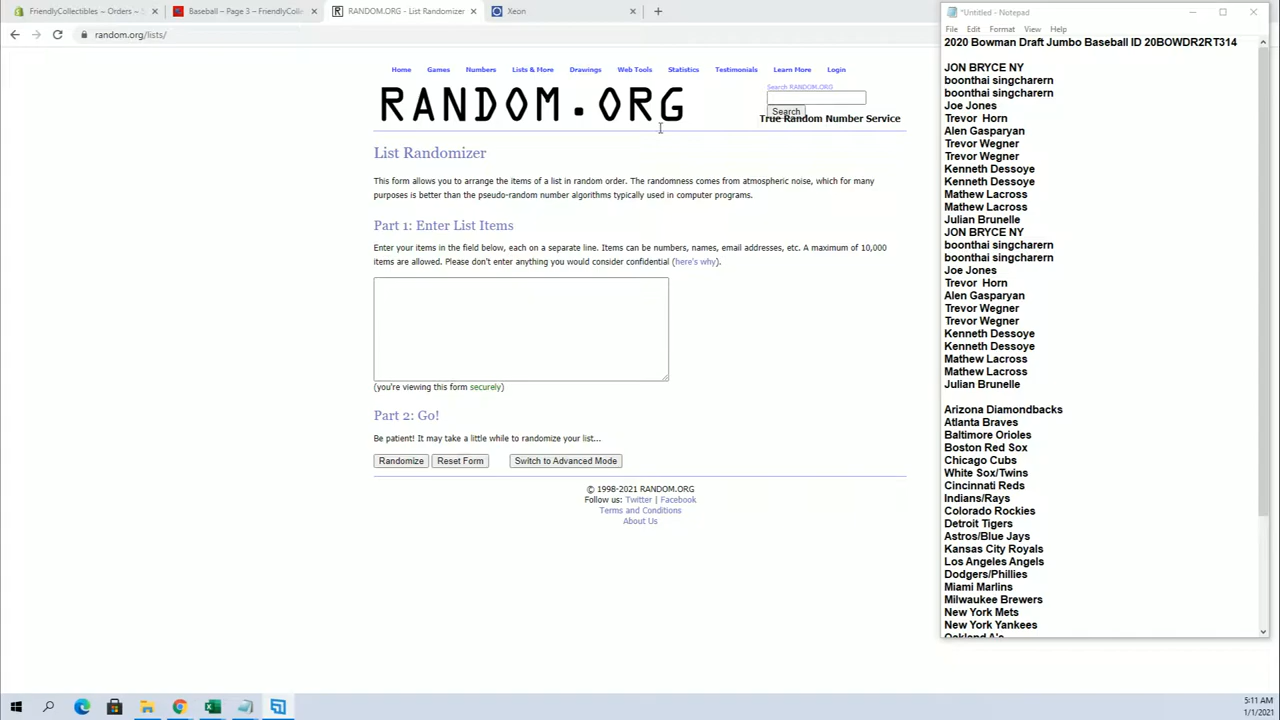 FriendlyCollectibles – Orders –
Baseball – Page 3 – FriendlyColl
RANDOM.ORG - List Randomizer
Xeon
random.org/lists/
Home Games Numbers Lists & More Drawings Web Tools Statistics Testimonials Learn More Login
RANDOM.ORG
Search RANDOM.ORG
Search
True Random Number Service
List Randomizer
This form allows you to arrange the items of a list in random order. The randomness comes from atmospheric noise, which for many
purposes is better than the pseudo-random number algorithms typically used in computer programs.
Part 1: Enter List Items
Enter your items in the field below, each on a separate line. Items can be numbers, names, email addresses, etc. A maximum of 10,000
items are allowed. Please don't enter anything you would consider confidential (here's why).
(you're viewing this form securely)
Part 2: Go!
Be patient! It may take a little while to randomize your list...
Randomize Reset Form Switch to Advanced Mode
© 1998-2021 RANDOM.ORG
Follow us: Twitter | Facebook
Terms and Conditions
About Us
*Untitled - Notepad
File Edit Format View Help
2020 Bowman Draft Jumbo Baseball ID 20BOWDR2RT314
JON BRYCE NY
boonthai singcharern
boonthai singcharern
Joe Jones
Trevor  Horn
Alen Gasparyan
Trevor Wegner
Trevor Wegner
Kenneth Dessoye
Kenneth Dessoye
Mathew Lacross
Mathew Lacross
Julian Brunelle
JON BRYCE NY
boonthai singcharern
boonthai singcharern
Joe Jones
Trevor  Horn
Alen Gasparyan
Trevor Wegner
Trevor Wegner
Kenneth Dessoye
Kenneth Dessoye
Mathew Lacross
Mathew Lacross
Julian Brunelle
Arizona Diamondbacks
Atlanta Braves
Baltimore Orioles
Boston Red Sox
Chicago Cubs
White Sox/Twins
Cincinnati Reds
Indians/Rays
Colorado Rockies
Detroit Tigers
Astros/Blue Jays
Kansas City Royals
Los Angeles Angels
Dodgers/Phillies
Miami Marlins
Milwaukee Brewers
New York Mets
New York Yankees
Oakland A's
5:11 AM
1/1/2021